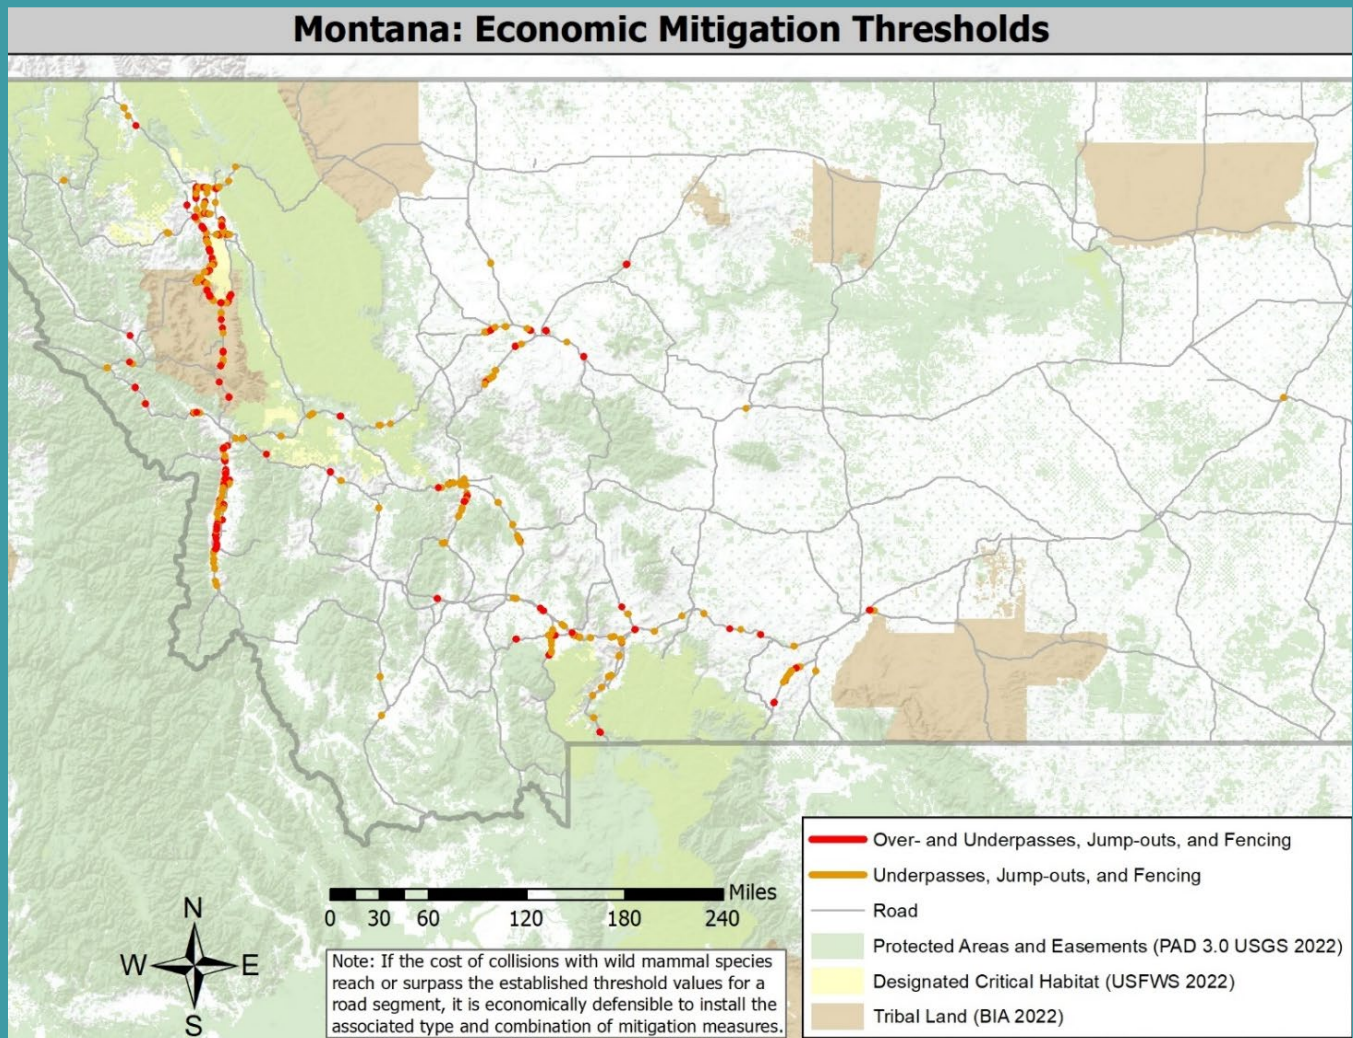 Montana: Economic Mitigation Thresholds
Over- and Underpasses, Jump-outs, and Fencing
Underpasses, Jump-outs, and Fencing
Road
Protected Areas and Easements (PAD 3.0 USGS 2022)
Designated Critical Habitat (USFWS 2022)
Tribal Land (BIA 2022)
Miles
0 30 60 120 180 240
N
W E
S
Note: If the cost of collisions with wild mammal species
reach or surpass the established threshold values for a
road segment, it is economically defensible to install the
associated type and combination of mitigation measures.